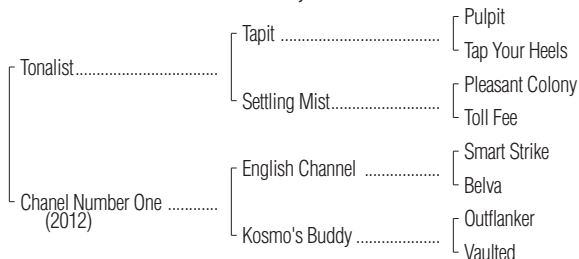 Pulpit
Tapit ........................................
Tap Your Heels
Tonalist....................................
Pleasant Colony
Settling Mist...........................
Toll Fee
Smart Strike
English Channel ...................
Belva
Chanel Number One ............
(2012)
Outflanker
Kosmo's Buddy .....................
Vaulted